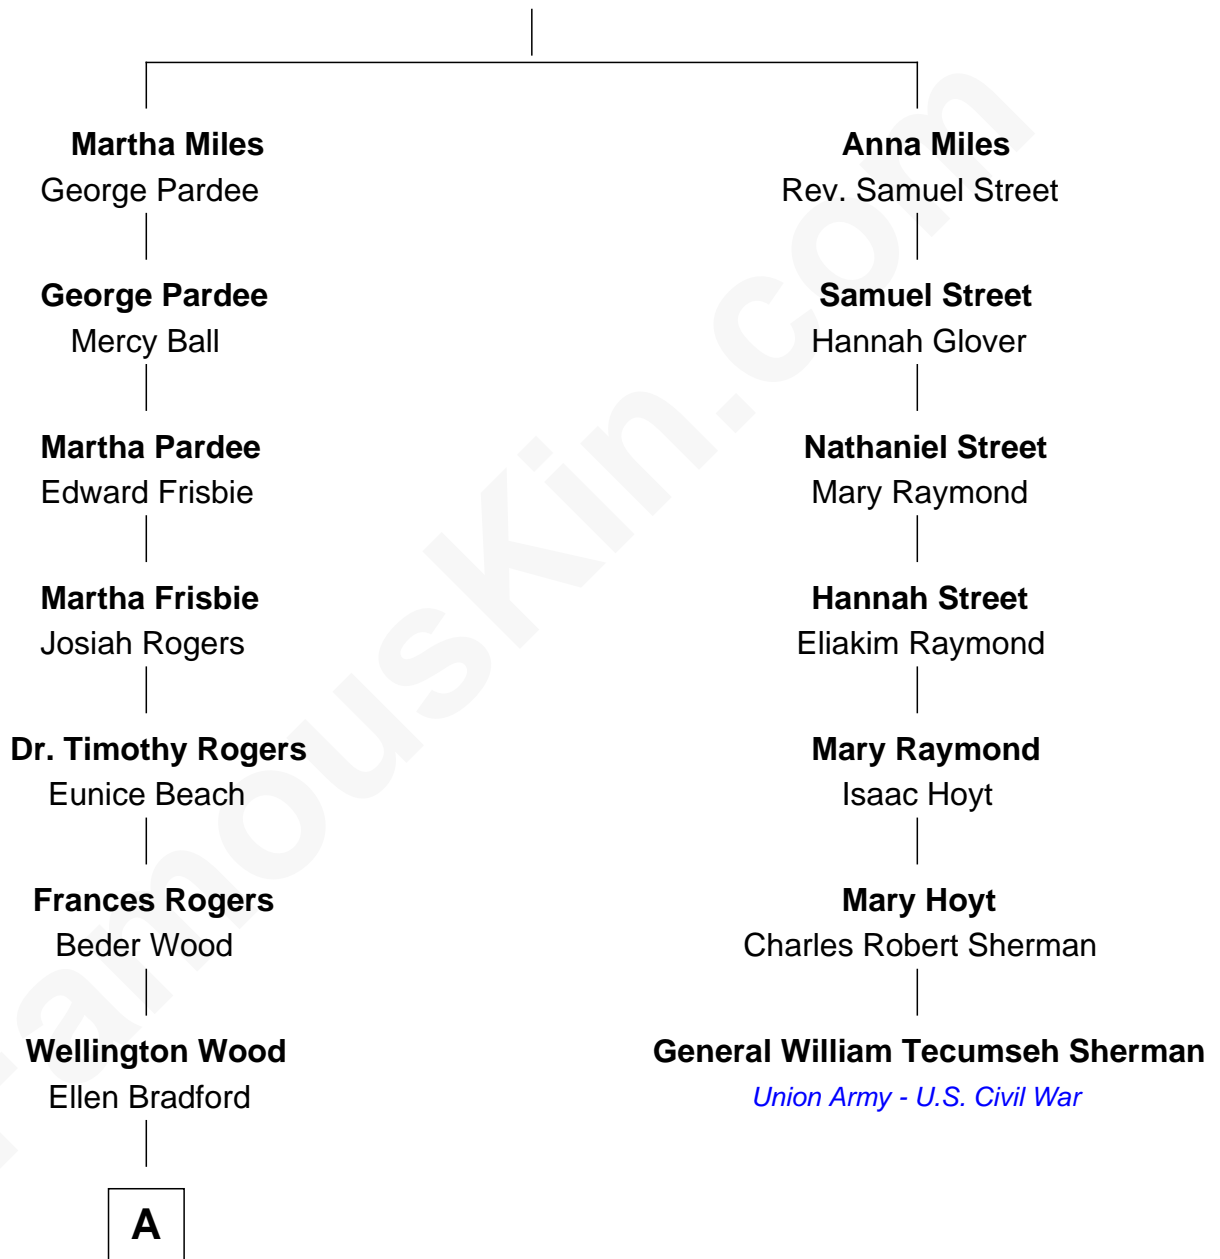 Martha Miles
George Pardee
George Pardee
Mercy Ball
Martha Pardee
Edward Frisbie
Martha Frisbie
Josiah Rogers
Dr. Timothy Rogers
Eunice Beach
Frances Rogers
Beder Wood
Wellington Wood
Ellen Bradford
A
Anna Miles
Rev. Samuel Street
Samuel Street
Hannah Glover
Nathaniel Street
Mary Raymond
Hannah Street
Eliakim Raymond
Mary Raymond
Isaac Hoyt
Mary Hoyt
Charles Robert Sherman
General William Tecumseh Sherman
Union Army - U.S. Civil War
FamousKin.com